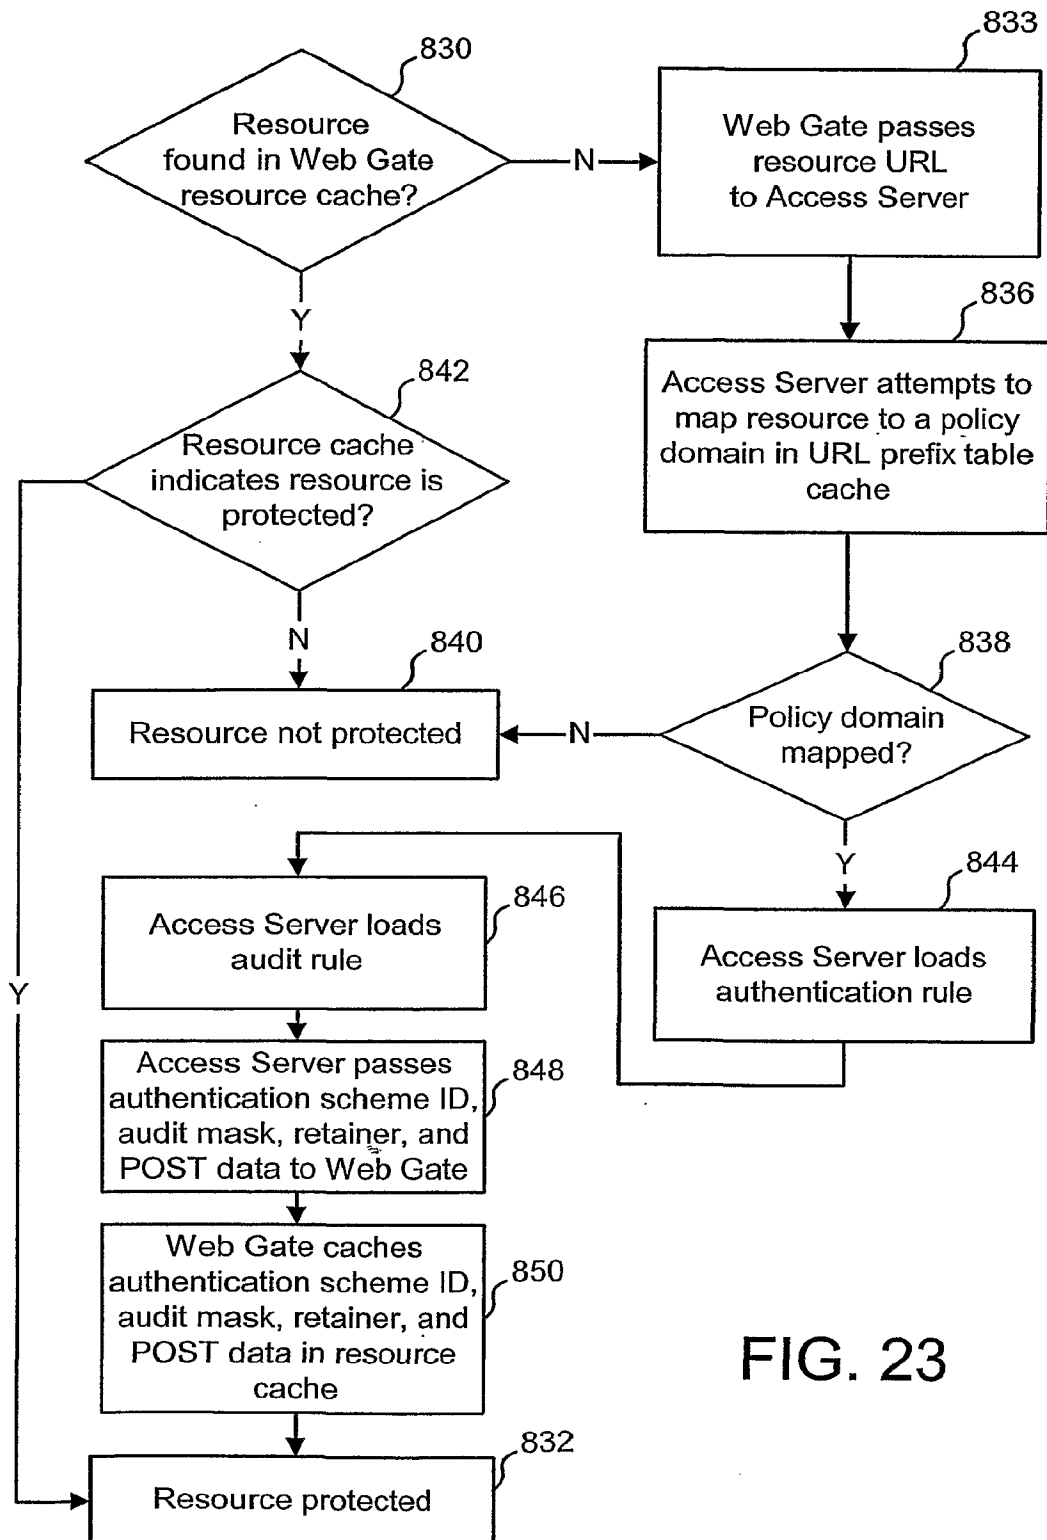 830
Resource
found in Web Gate
resource cache?
N
833
Web Gate passes
resource URL
to Access Server
Y
836
Access Server attempts to
map resource to a policy
domain in URL prefix table
cache
842
Resource cache
indicates resource is
protected?
N
838
Policy domain
mapped?
N
840
Resource not protected
Y
844
Access Server loads
authentication rule
846
Access Server loads
audit rule
Y
848
Access Server passes
authentication scheme ID,
audit mask, retainer, and
POST data to Web Gate
850
Web Gate caches
authentication scheme ID,
audit mask, retainer, and
POST data in resource
cache
832
Resource protected
FIG. 23